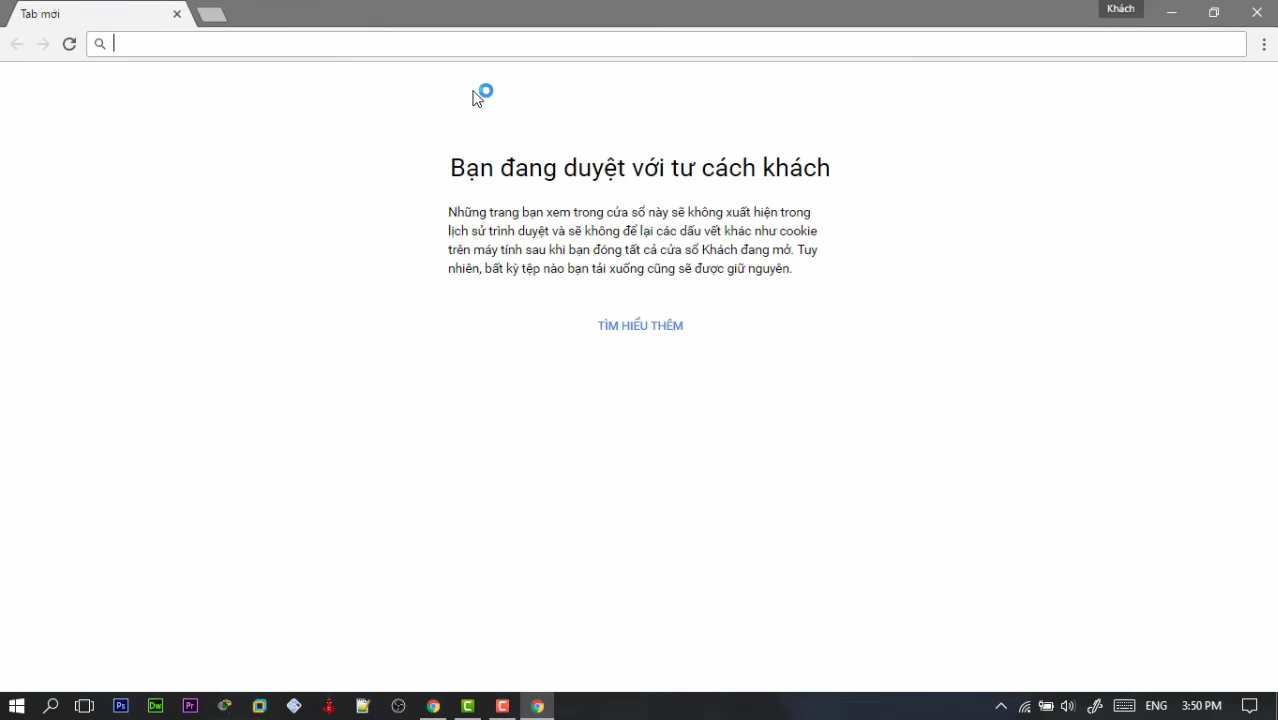 Tab mới
Khách
Bạn đang duyệt với tư cách khách
Những trang bạn xem trong cửa sổ này sẽ không xuất hiện trong
lịch sử trình duyệt và sẽ không để lại các dấu vết khác như cookie
trên máy tính sau khi bạn đóng tất cả cửa sổ Khách đang mở. Tuy
nhiên, bất kỳ tệp nào bạn tải xuống cũng sẽ được giữ nguyên.
TÌM HIỂU THÊM
Ps
Dw
Pr
C
C
ENG
3:50 PM